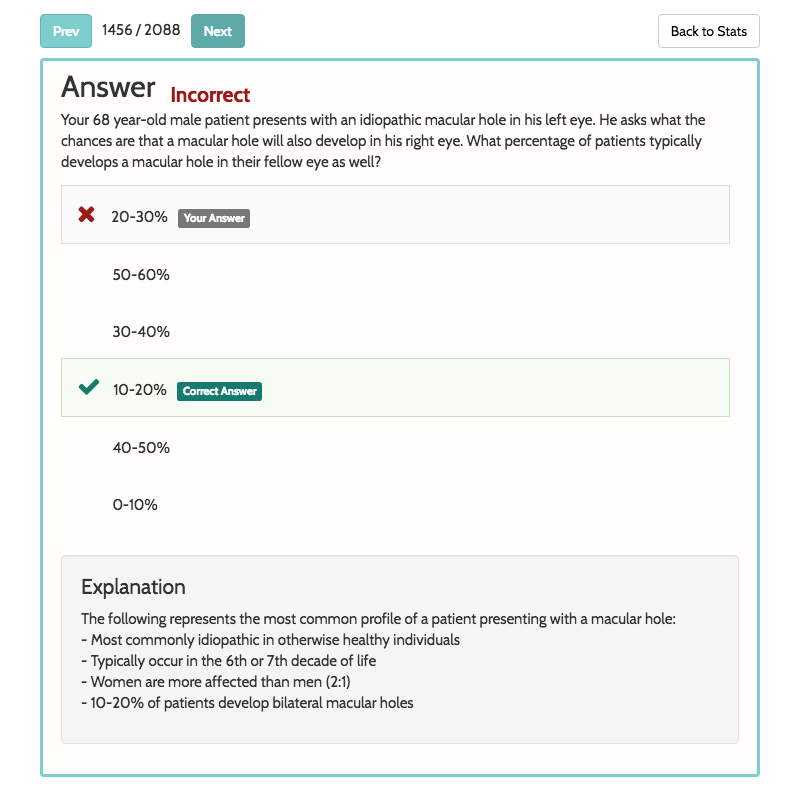 Prev 1456 / 2088 Next Back to Stats
Answer Incorrect
Your 68 year-old male patient presents with an idiopathic macular hole in his left eye. He asks what the
chances are that a macular hole will also develop in his right eye. What percentage of patients typically
develops a macular hole in their fellow eye as well?
20-30% Your Answer
50-60%
30-40%
10-20% Correct Answer
40-50%
0-10%
Explanation
The following represents the most common profile of a patient presenting with a macular hole:
- Most commonly idiopathic in otherwise healthy individuals
- Typically occur in the 6th or 7th decade of life
- Women are more affected than men (2:1)
- 10-20% of patients develop bilateral macular holes